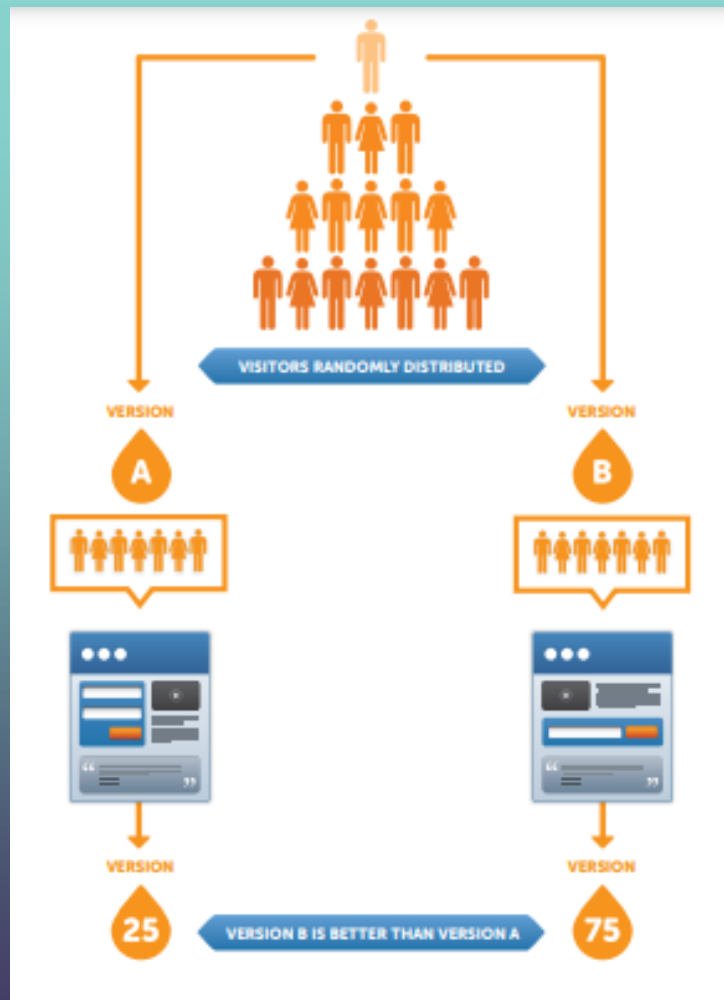 VISITORS RANDOMLY DISTRIBUTED
VERSION
VERSION
A
B
“ ”
“ ”
VERSION
VERSION
25
VERSION B IS BETTER THAN VERSION A
75